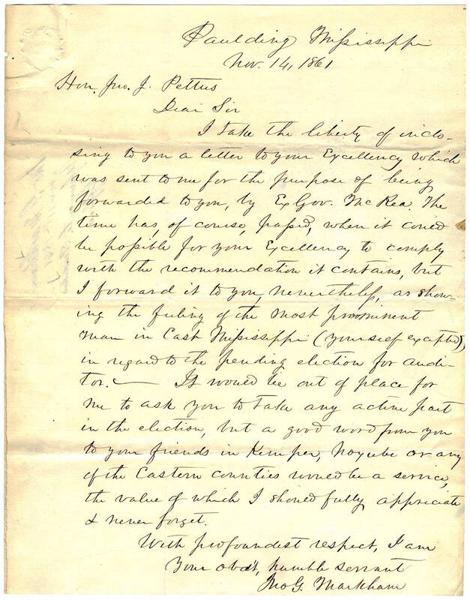 Paulding Mississippi
Nov. 14, 1861
Hon. Jno. J. Pettus
Dear Sir
I take the liberty of inclo-
sing to you a letter to your Excellency which
was sent to me for the purpose of being
forwarded to you, by Ex Gov. McRea. The
time has, of course, passed, when it could
be possible for your Excellency to comply
with the recommendation it contains, but
I forward it to you, nevertheless, as show-
ing the feeling of the most prominent
man in East Mississippi (yourself excepted),
in regard to the pending election for audi-
tor. — It would be out of place for
me to ask you to take any active part
in the election, but a good word from you
to your friends in Kemper, Noxube or any
of the Eastern counties would be a service,
the value of which I should fully appreciate
& never forget.
With profoundest respect, I am
Your obdt, humble servant
Jno G. Markham